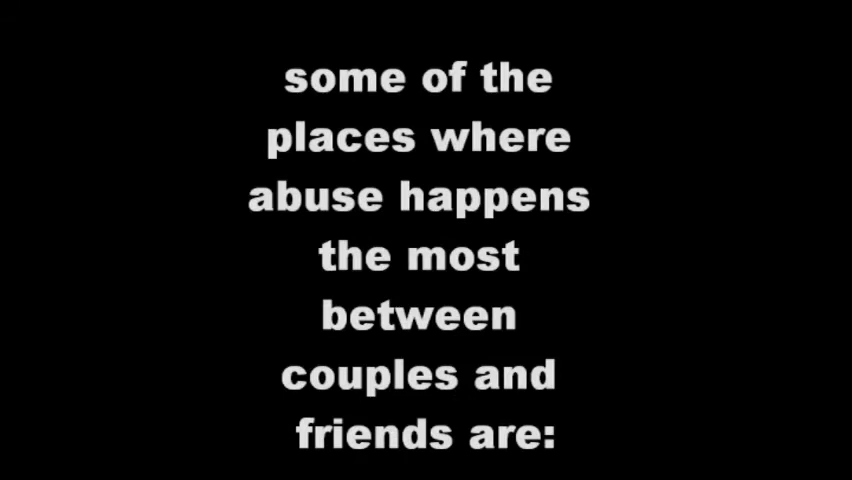 some of the
places where
abuse happens
the most
between
couples and
friends are: